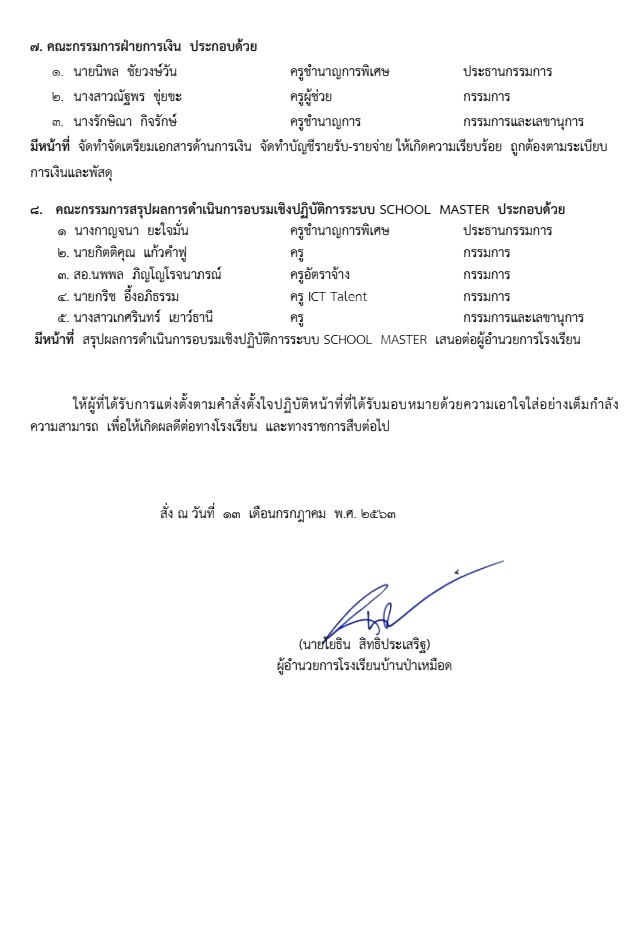 ๗. คณะกรรมการฝ่ายการเงิน ประกอบด้วย
๑. นายนิพล ชัยวงษ์วัน ครูชำนาญการพิเศษ ประธานกรรมการ
๒. นางสาวณัฐพร ขุ่ยขะ ครูผู้ช่วย กรรมการ
๓. นางรักษิณา กิจรักษ์ ครูชำนาญการ กรรมการและเลขานุการ
มีหน้าที่ จัดทำจัดเตรียมเอกสารด้านการเงิน จัดทำบัญชีรายรับ-รายจ่าย ให้เกิดความเรียบร้อย ถูกต้องตามระเบียบ
การเงินและพัสดุ
๘. คณะกรรมการสรุปผลการดำเนินการอบรมเชิงปฏิบัติการระบบ SCHOOL MASTER ประกอบด้วย
๑ นางกาญจนา ยะใจมั่น ครูชำนาญการพิเศษ ประธานกรรมการ
๒. นายกิตติคุณ แก้วคำฟู ครู กรรมการ
๓. สอ.นพพล ภิญโญโรจนาภรณ์ ครูอัตราจ้าง กรรมการ
๔. นายกริช อึ้งอภิธรรม ครู ICT Talent กรรมการ
๕. นางสาวเกศรินทร์ เยาว์ธานี ครู กรรมการและเลขานุการ
มีหน้าที่ สรุปผลการดำเนินการอบรมเชิงปฏิบัติการระบบ SCHOOL MASTER เสนอต่อผู้อำนวยการโรงเรียน
ให้ผู้ที่ได้รับการแต่งตั้งตามคำสั่งตั้งใจปฏิบัติหน้าที่ที่ได้รับมอบหมายด้วยความเอาใจใส่อย่างเต็มกำลัง
ความสามารถ เพื่อให้เกิดผลดีต่อทางโรงเรียน และทางราชการสืบต่อไป
สั่ง ณ วันที่ ๑๓ เดือนกรกฎาคม พ.ศ. ๒๕๖๓
(นายโยธิน สิทธิประเสริฐ)
ผู้อำนวยการโรงเรียนบ้านป่าเหมือด